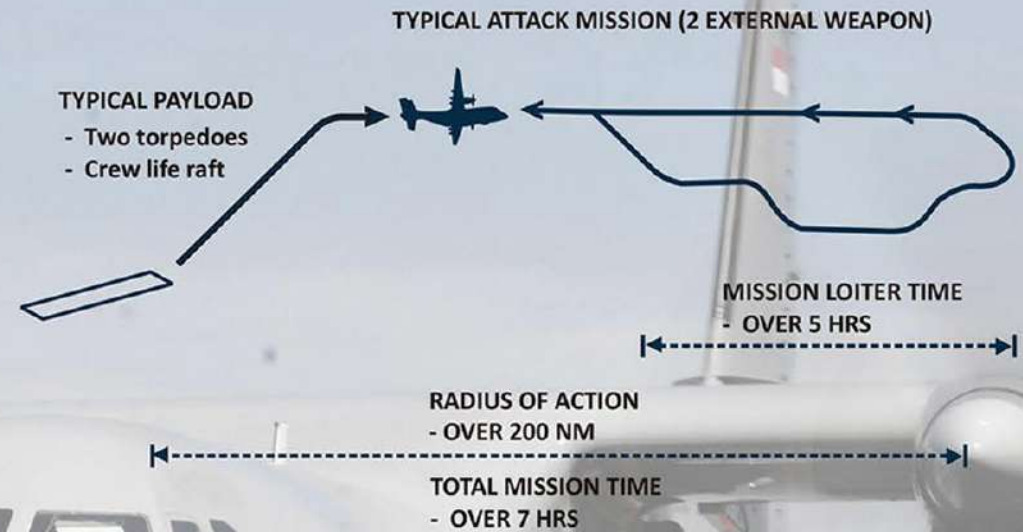 TYPICAL ATTACK MISSION (2 EXTERNAL WEAPON)
TYPICAL PAYLOAD
- Two torpedoes
- Crew life raft
MISSION LOITER TIME
- OVER 5 HRS
RADIUS OF ACTION
- OVER 200 NM
TOTAL MISSION TIME
- OVER 7 HRS